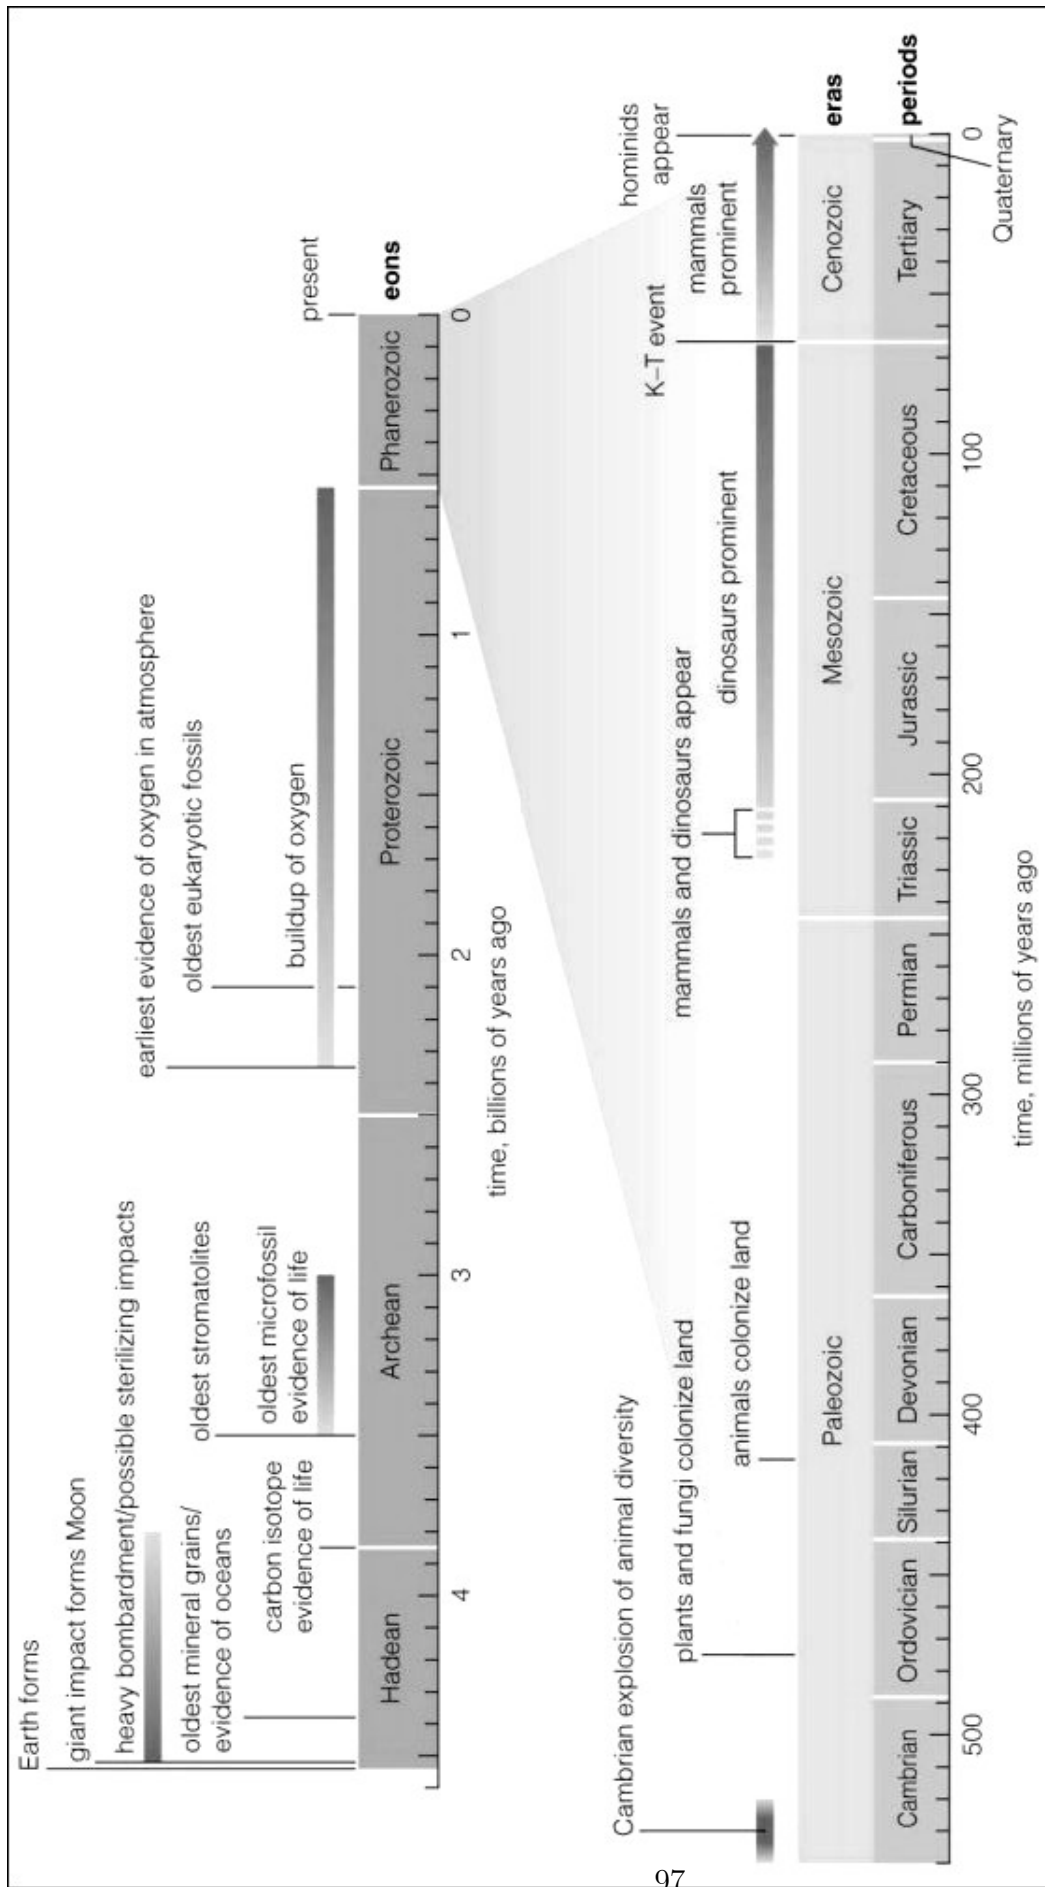 Earth forms
giant impact forms Moon
heavy bombardment/possible sterilizing impacts
oldest mineral grains/
evidence of oceans
carbon isotope
evidence of life
oldest stromatolites
oldest microfossil
evidence of life
earliest evidence of oxygen in atmosphere
oldest eukaryotic fossils
buildup of oxygen
present
Hadean
Archean
Proterozoic
Phanerozoic
eons
4
3
2
1
0
time, billions of years ago
Cambrian explosion of animal diversity
plants and fungi colonize land
animals colonize land
mammals and dinosaurs appear
dinosaurs prominent
K–T event
mammals
prominent
hominids
appear
Paleozoic
Mesozoic
Cenozoic
eras
Cambrian
Ordovician
Silurian
Devonian
Carboniferous
Permian
Triassic
Jurassic
Cretaceous
Tertiary
periods
500
400
300
200
100
0
Quaternary
time, millions of years ago
97